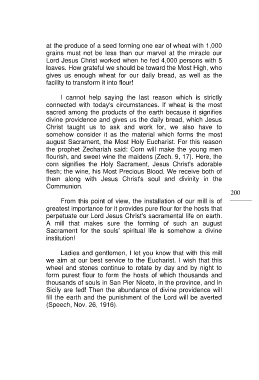 at the produce of a seed forming one ear of wheat with 1,000
grains must not be less than our marvel at the miracle our
Lord Jesus Christ worked when he fed 4,000 persons with 5
loaves. How grateful we should be toward the Most High, who
gives us enough wheat for our daily bread, as well as the
facility to transform it into flour!
I cannot help saying the last reason which is strictly
connected with today's circumstances. If wheat is the most
sacred among the products of the earth because it signifies
divine providence and gives us the daily bread, which Jesus
Christ taught us to ask and work for, we also have to
somehow consider it as the material which forms the most
august Sacrament, the Most Holy Eucharist. For this reason
the prophet Zechariah said: Corn will make the young men
flourish, and sweet wine the maidens (Zech. 9, 17). Here, the
corn signifies the Holy Sacrament, Jesus Christ's adorable
flesh; the wine, his Most Precious Blood. We receive both of
them along with Jesus Christ's soul and divinity in the
Communion.
200
From this point of view, the installation of our mill is of
greatest importance for it provides pure flour for the hosts that
perpetuate our Lord Jesus Christ's sacramental life on earth.
A mill that makes sure the forming of such an august
Sacrament for the souls' spiritual life is somehow a divine
institution!
Ladies and gentlemen, I let you know that with this mill
we aim at our best service to the Eucharist. I wish that this
wheel and stones continue to rotate by day and by night to
form purest flour to form the hosts of which thousands and
thousands of souls in San Pier Niceto, in the province, and in
Sicily are fed! Then the abundance of divine providence will
fill the earth and the punishment of the Lord will be averted
(Speech, Nov. 26, 1916).